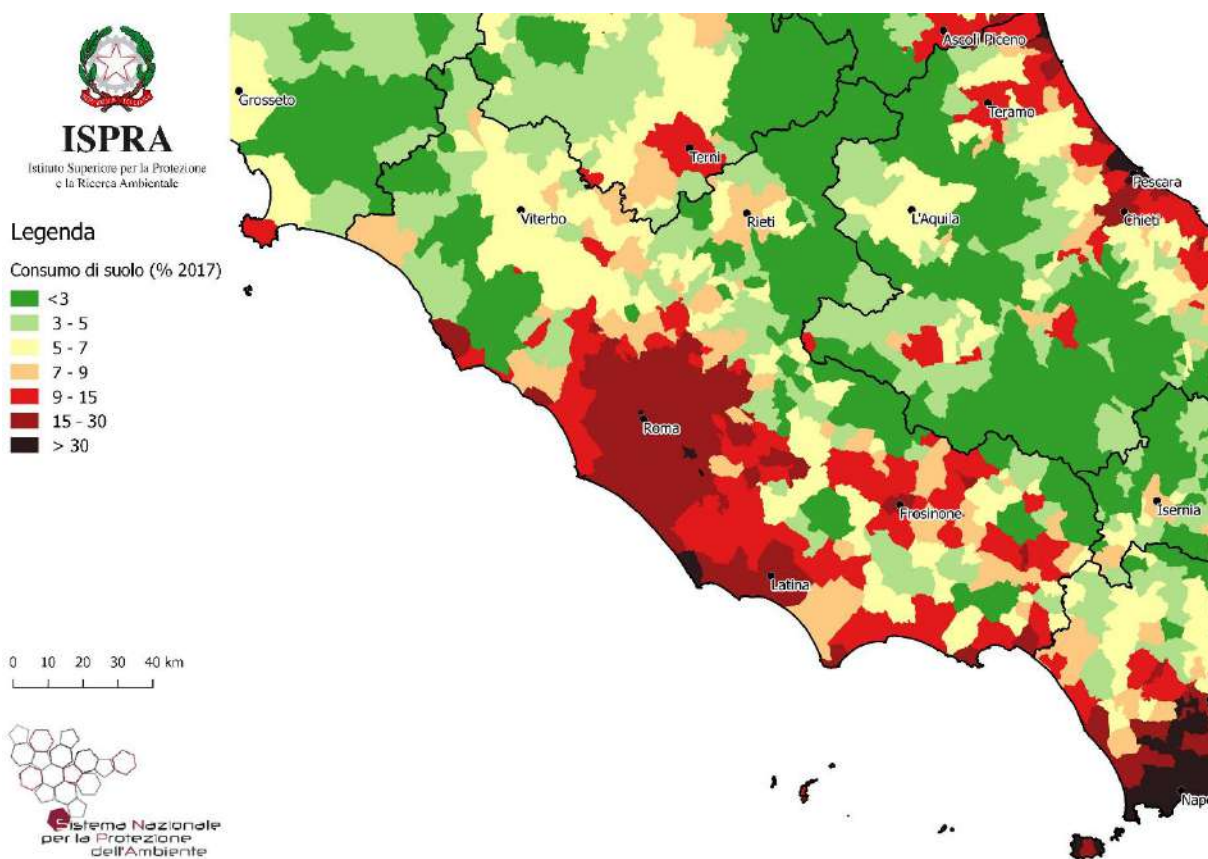 ISPRA
Istituto Superiore per la Protezione
e la Ricerca Ambientale
Legenda
Consumo di suolo (% 2017)
<3
3 - 5
5 - 7
7 - 9
9 - 15
15 - 30
> 30
0 10 20 30 40 km
Sistema Nazionale
per la Protezione
dell'Ambiente
Ascoli Piceno
Grosseto
Teramo
Terni
Pescara
Viterbo
Rieti
L'Aquila
Chieti
Roma
Isernia
Frosinone
Latina
Nap